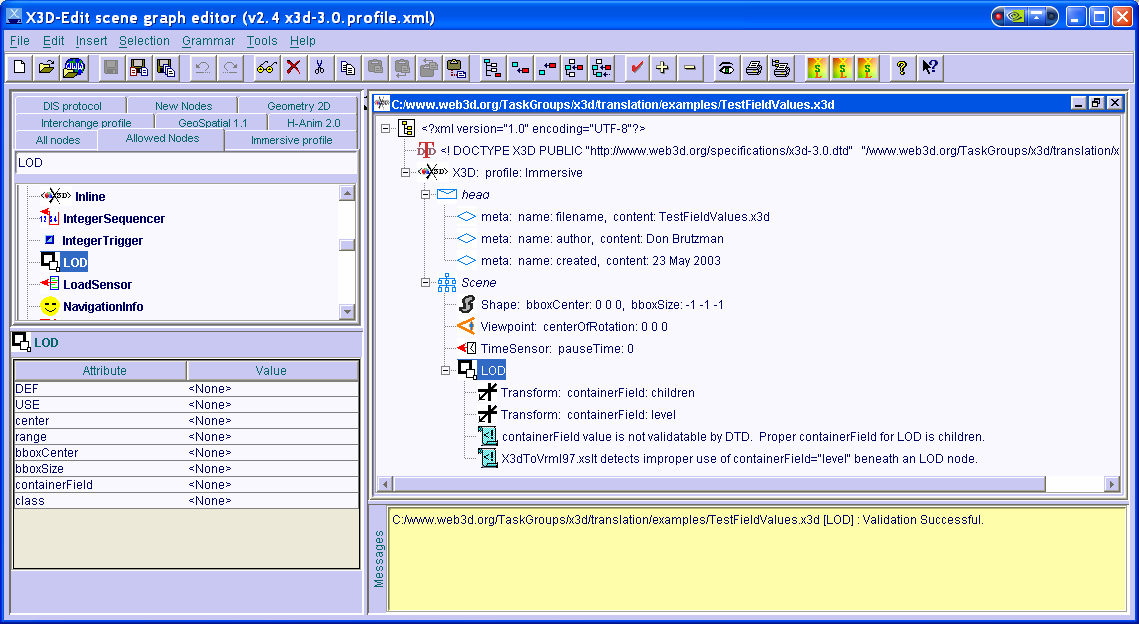 X3D-Edit scene graph editor (v2.4 x3d-3.0.profile.xml)
File Edit Insert Selection Grammar Tools Help
DIS protocol New Nodes Geometry 2D
Interchange profile GeoSpatial 1.1 H-Anim 2.0
All nodes Allowed Nodes Immersive profile
LOD
Inline
IntegerSequencer
IntegerTrigger
LOD
LoadSensor
NavigationInfo
LOD
Attribute Value
DEF <None>
USE <None>
center <None>
range <None>
bboxCenter <None>
bboxSize <None>
containerField <None>
class <None>
C:/www.web3d.org/TaskGroups/x3d/translation/examples/TestFieldValues.x3d
<?xml version="1.0" encoding="UTF-8"?>
<! DOCTYPE X3D PUBLIC "http://www.web3d.org/specifications/x3d-3.0.dtd" "/www.web3d.org/TaskGroups/x3d/translation/x
X3D: profile: Immersive
head
meta: name: filename, content: TestFieldValues.x3d
meta: name: author, content: Don Brutzman
meta: name: created, content: 23 May 2003
Scene
Shape: bboxCenter: 0 0 0, bboxSize: -1 -1 -1
Viewpoint: centerOfRotation: 0 0 0
TimeSensor: pauseTime: 0
LOD
Transform: containerField: children
Transform: containerField: level
containerField value is not validatable by DTD. Proper containerField for LOD is children.
X3dToVrml97.xslt detects improper use of containerField="level" beneath an LOD node.
Messages
C:/www.web3d.org/TaskGroups/x3d/translation/examples/TestFieldValues.x3d [LOD] : Validation Successful.